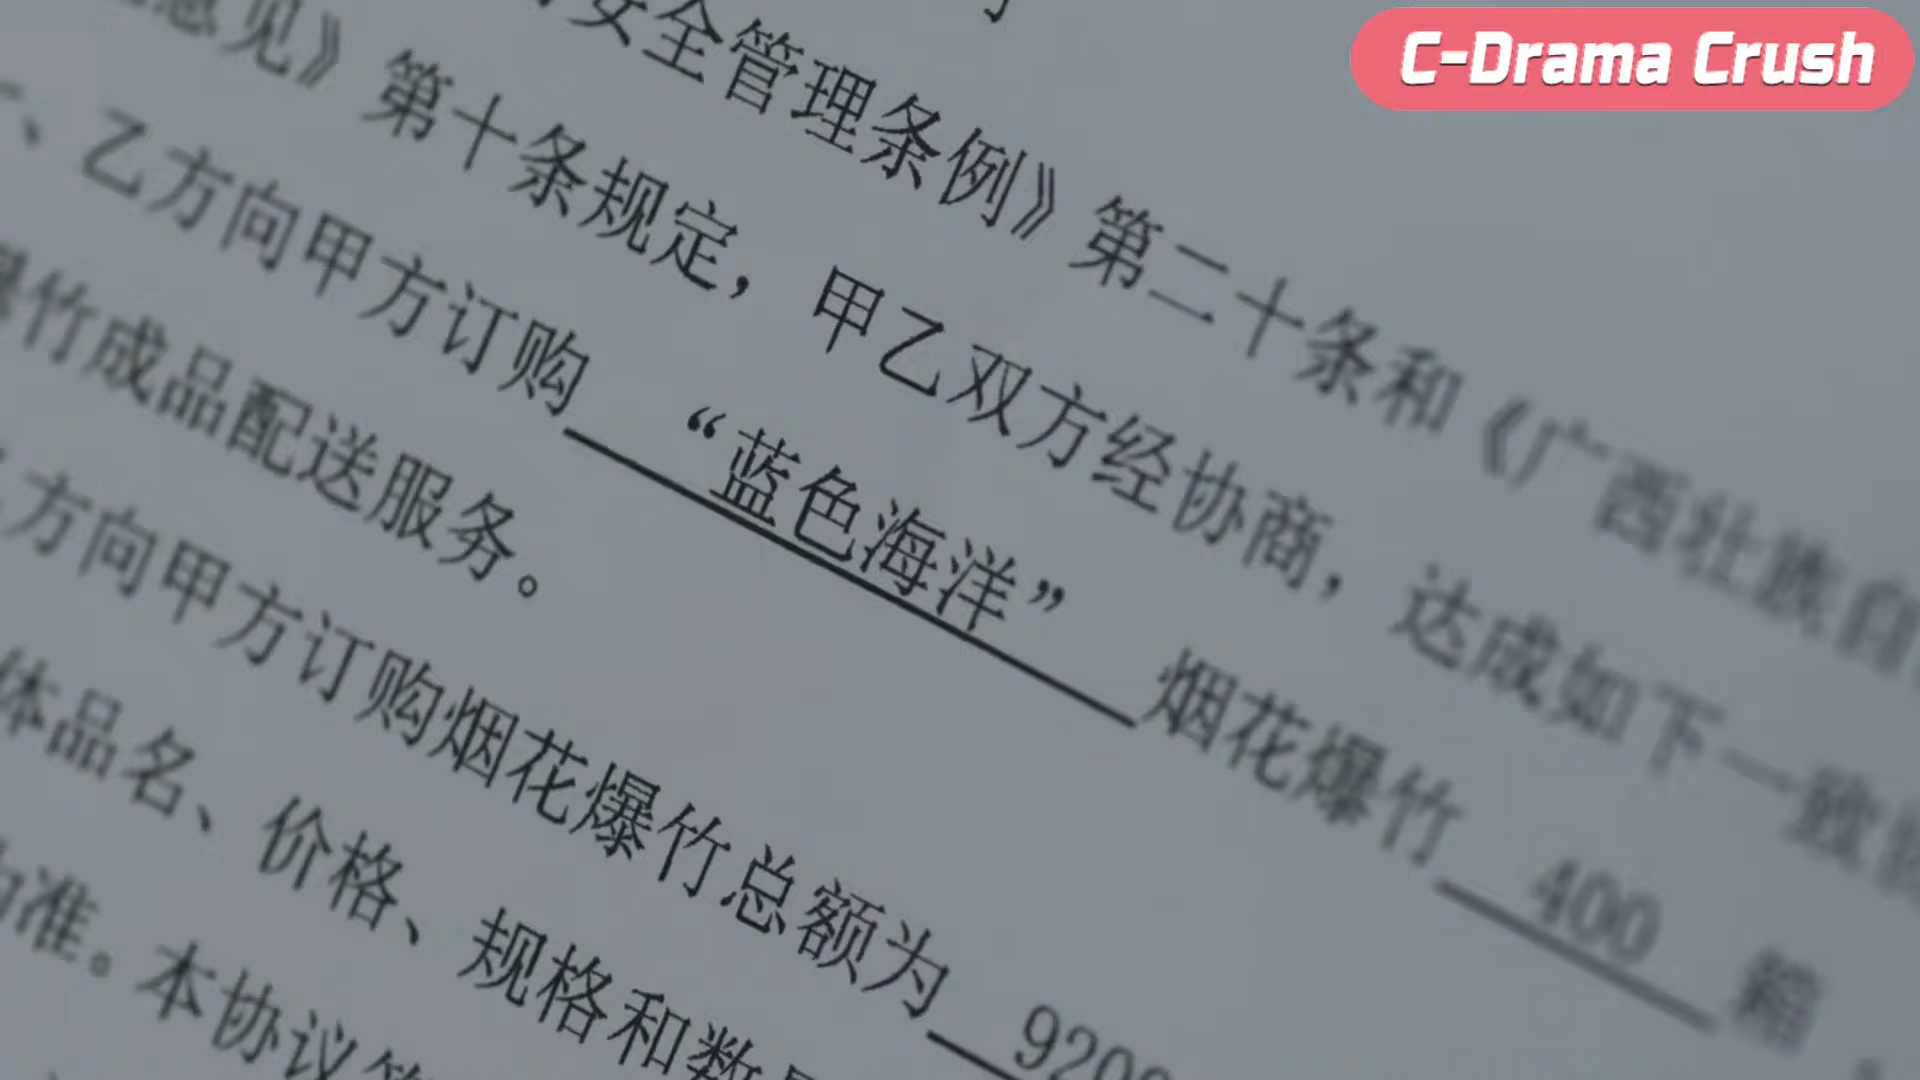 C-Drama Crush
安全管理条例》第二十条和《广西壮族自
意见》第十条规定，甲乙双方经协商，达成如下一致
一、乙方向甲方订购 “蓝色海洋” 烟花爆竹 400 箱
爆竹成品配送服务。
方向甲方订购烟花爆竹总额为 920
体品名、价格、规格和数
准。本协议